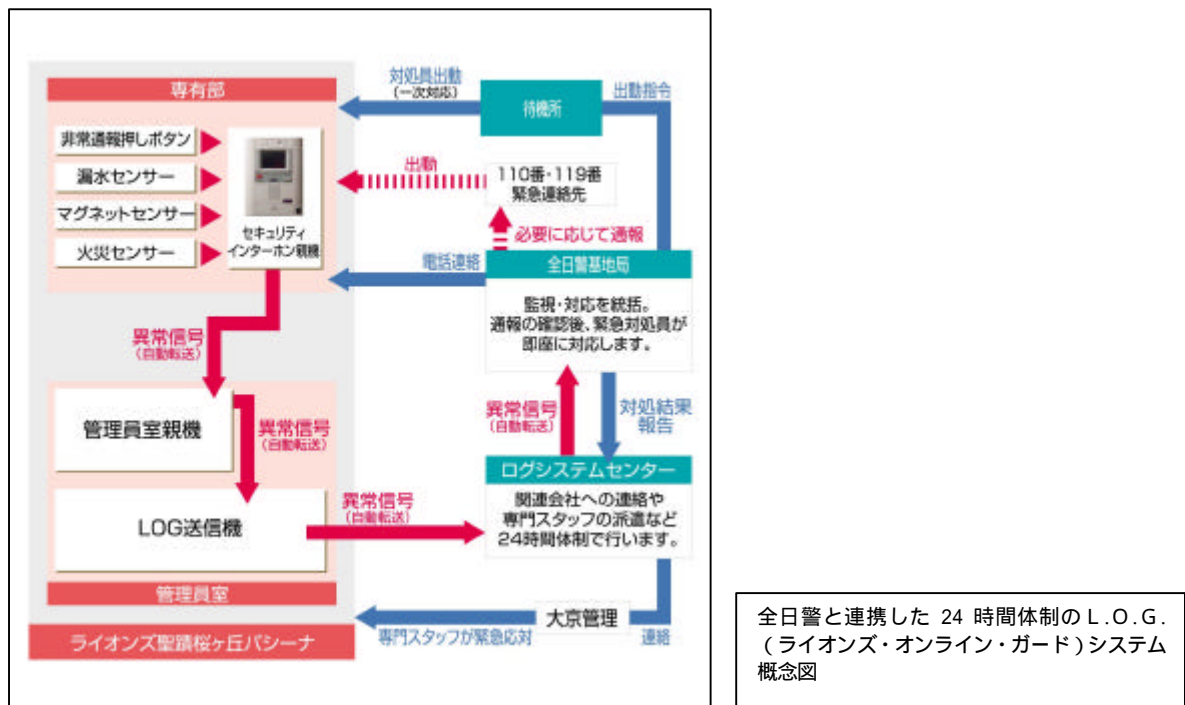 専有部
非常通報押しボタン
漏水センサー
マグネットセンサー
火災センサー
セキュリティ
インターホン親機
異常信号
(自動転送)
管理員室親機
異常信号
(自動転送)
LOG送信機
管理員室
ライオンズ聖蹟桜ヶ丘パシーナ
対処員出動
(一次対応)
待機所
出動指令
出動
110番・119番
緊急連絡先
必要に応じて通報
電話連絡
全日警基地局
監視・対応を統括。
通報の確認後、緊急対処員が
即座に対応します。
異常信号
(自動転送)
対処結果
報告
ログシステムセンター
関連会社への連絡や
専門スタッフの派遣など
24時間体制で行います。
異常信号
(自動転送)
大京管理
専門スタッフが緊急応対
連絡
全日警と連携した 24 時間体制のL.O.G.
(ライオンズ・オンライン・ガード)システム
概念図